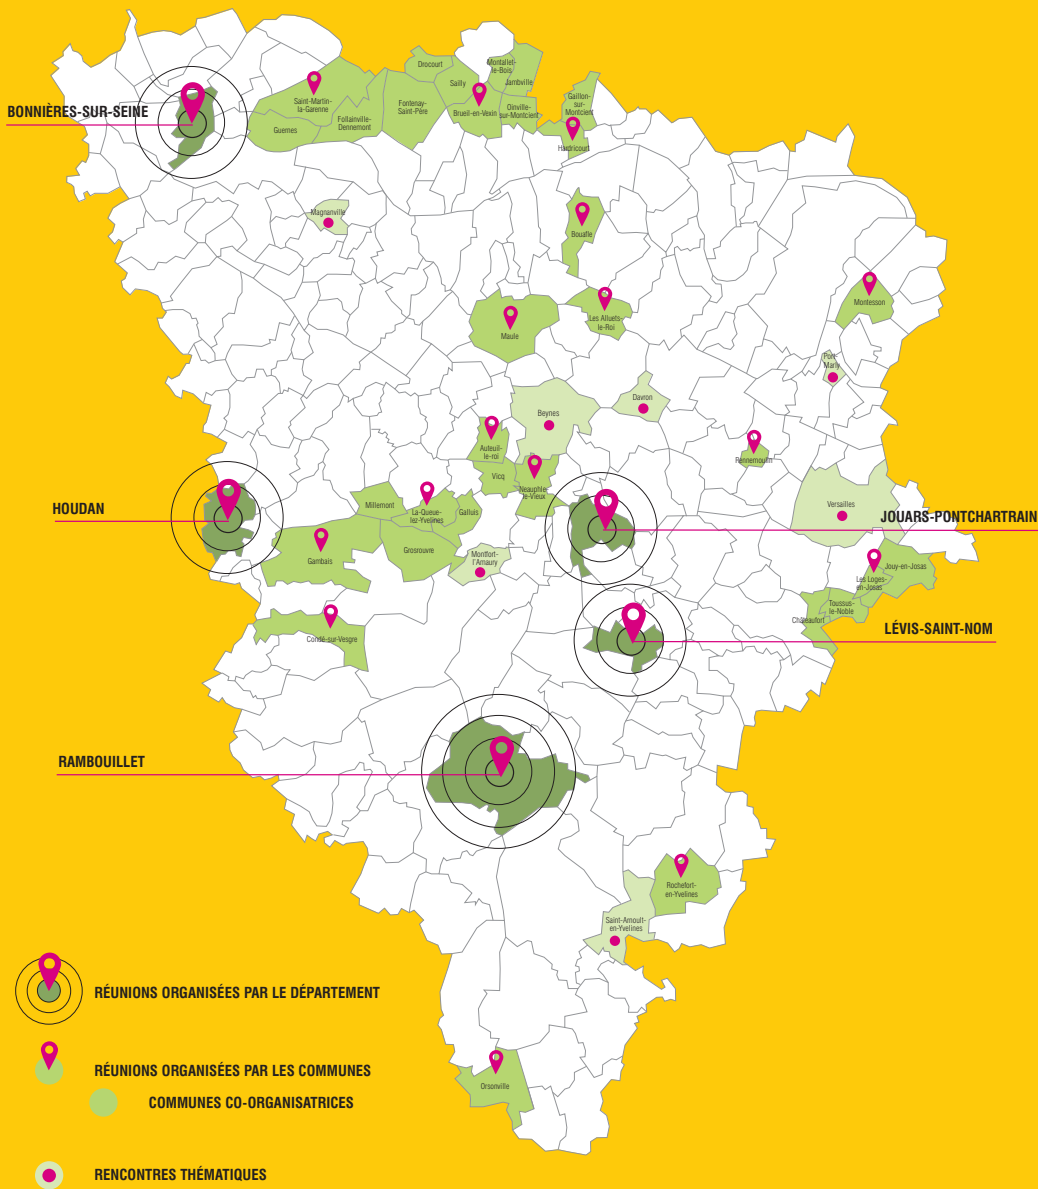 Drocourt
Montallet-
le-Bois
Sailly
Jambville
Saint-Martin-
la-Garenne
Fontenay-
Saint-Père
Gaillon-
sur-
Montcient
BONNIÈRES-SUR-SEINE
Guernes
Follainville-
Dennemont
Brueil-en-Vexin
Oinville-
sur-Montcient
Hardricourt
Magnanville
Bouafle
Montesson
Les Alluets-
le-Roi
Maule
Port-
Marly
Davron
Beynes
Auteuil-
le-roi
Rennemoulin
Vicq
Neauphle-
le-Vieux
HOUDAN
Millemont
La-Queue-
lez-Yvelines
Galluis
Versailles
JOUARS-PONTCHARTRAIN
Grosrouvre
Gambais
Montfort-
l'Amaury
Jouy-en-Josas
Les Loges-
en-Josas
Toussus-
le-Noble
Châteaufort
LÉVIS-SAINT-NOM
Condé-sur-Vesgre
RAMBOUILLET
Rochefort-
en-Yvelines
Saint-Arnoult-
en-Yvelines
RÉUNIONS ORGANISÉES PAR LE DÉPARTEMENT
RÉUNIONS ORGANISÉES PAR LES COMMUNES
Orsonville
COMMUNES CO-ORGANISATRICES
RENCONTRES THÉMATIQUES